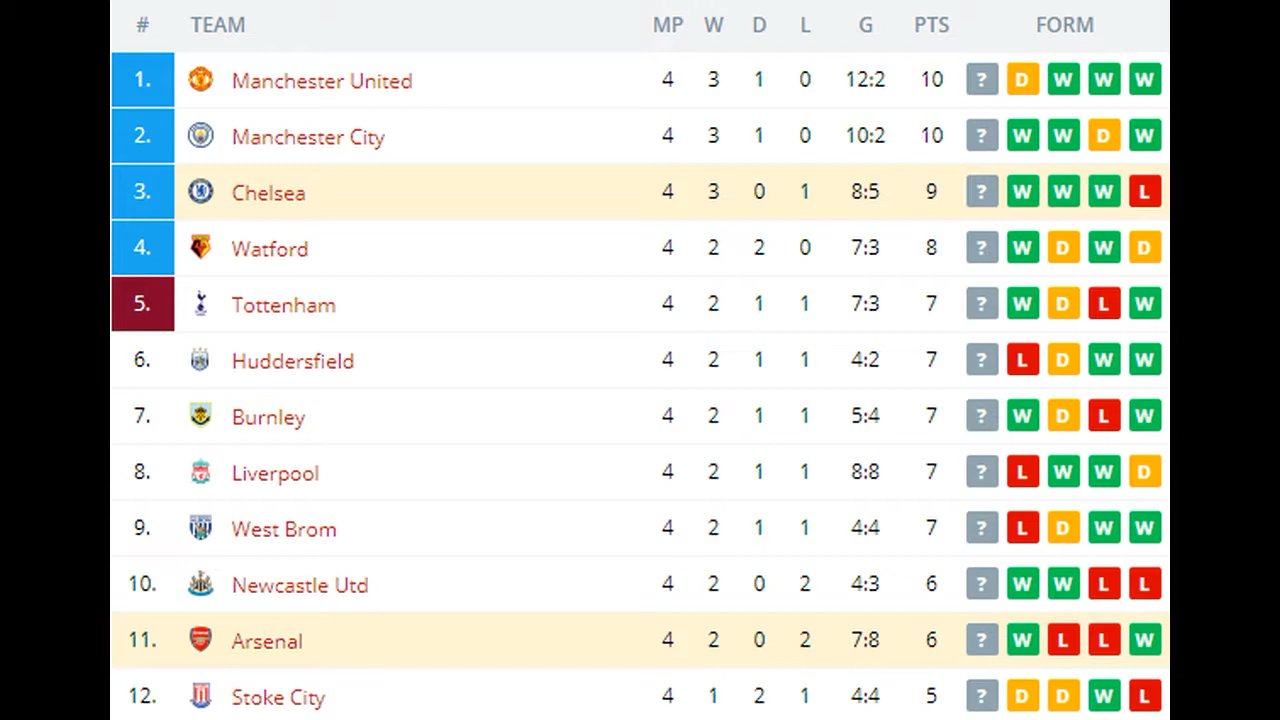 # TEAM MP W D L G PTS FORM
1. Manchester United 4 3 1 0 12:2 10 ? D W W W
2. Manchester City 4 3 1 0 10:2 10 ? W W D W
3. Chelsea 4 3 0 1 8:5 9 ? W W W L
4. Watford 4 2 2 0 7:3 8 ? W D W D
5. Tottenham 4 2 1 1 7:3 7 ? W D L W
6. Huddersfield 4 2 1 1 4:2 7 ? L D W W
7. Burnley 4 2 1 1 5:4 7 ? W D L W
8. Liverpool 4 2 1 1 8:8 7 ? L W W D
9. West Brom 4 2 1 1 4:4 7 ? L D W W
10. Newcastle Utd 4 2 0 2 4:3 6 ? W W L L
11. Arsenal 4 2 0 2 7:8 6 ? W L L W
12. Stoke City 4 1 2 1 4:4 5 ? D D W L